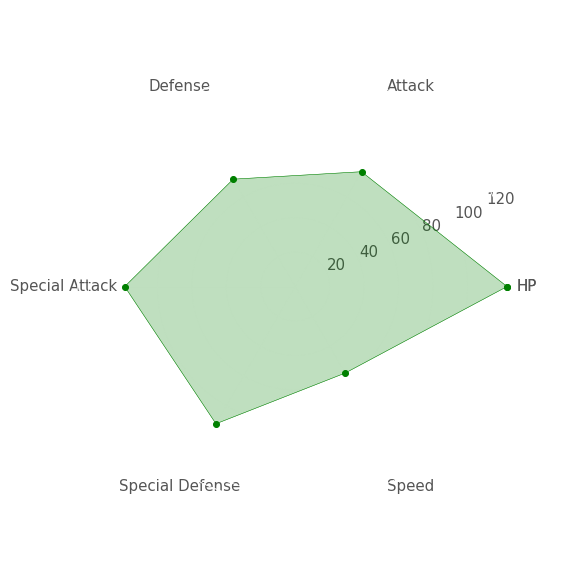 Defense
Attack
120
100
80
60
40
20
Special Attack
HP
Special Defense
Speed